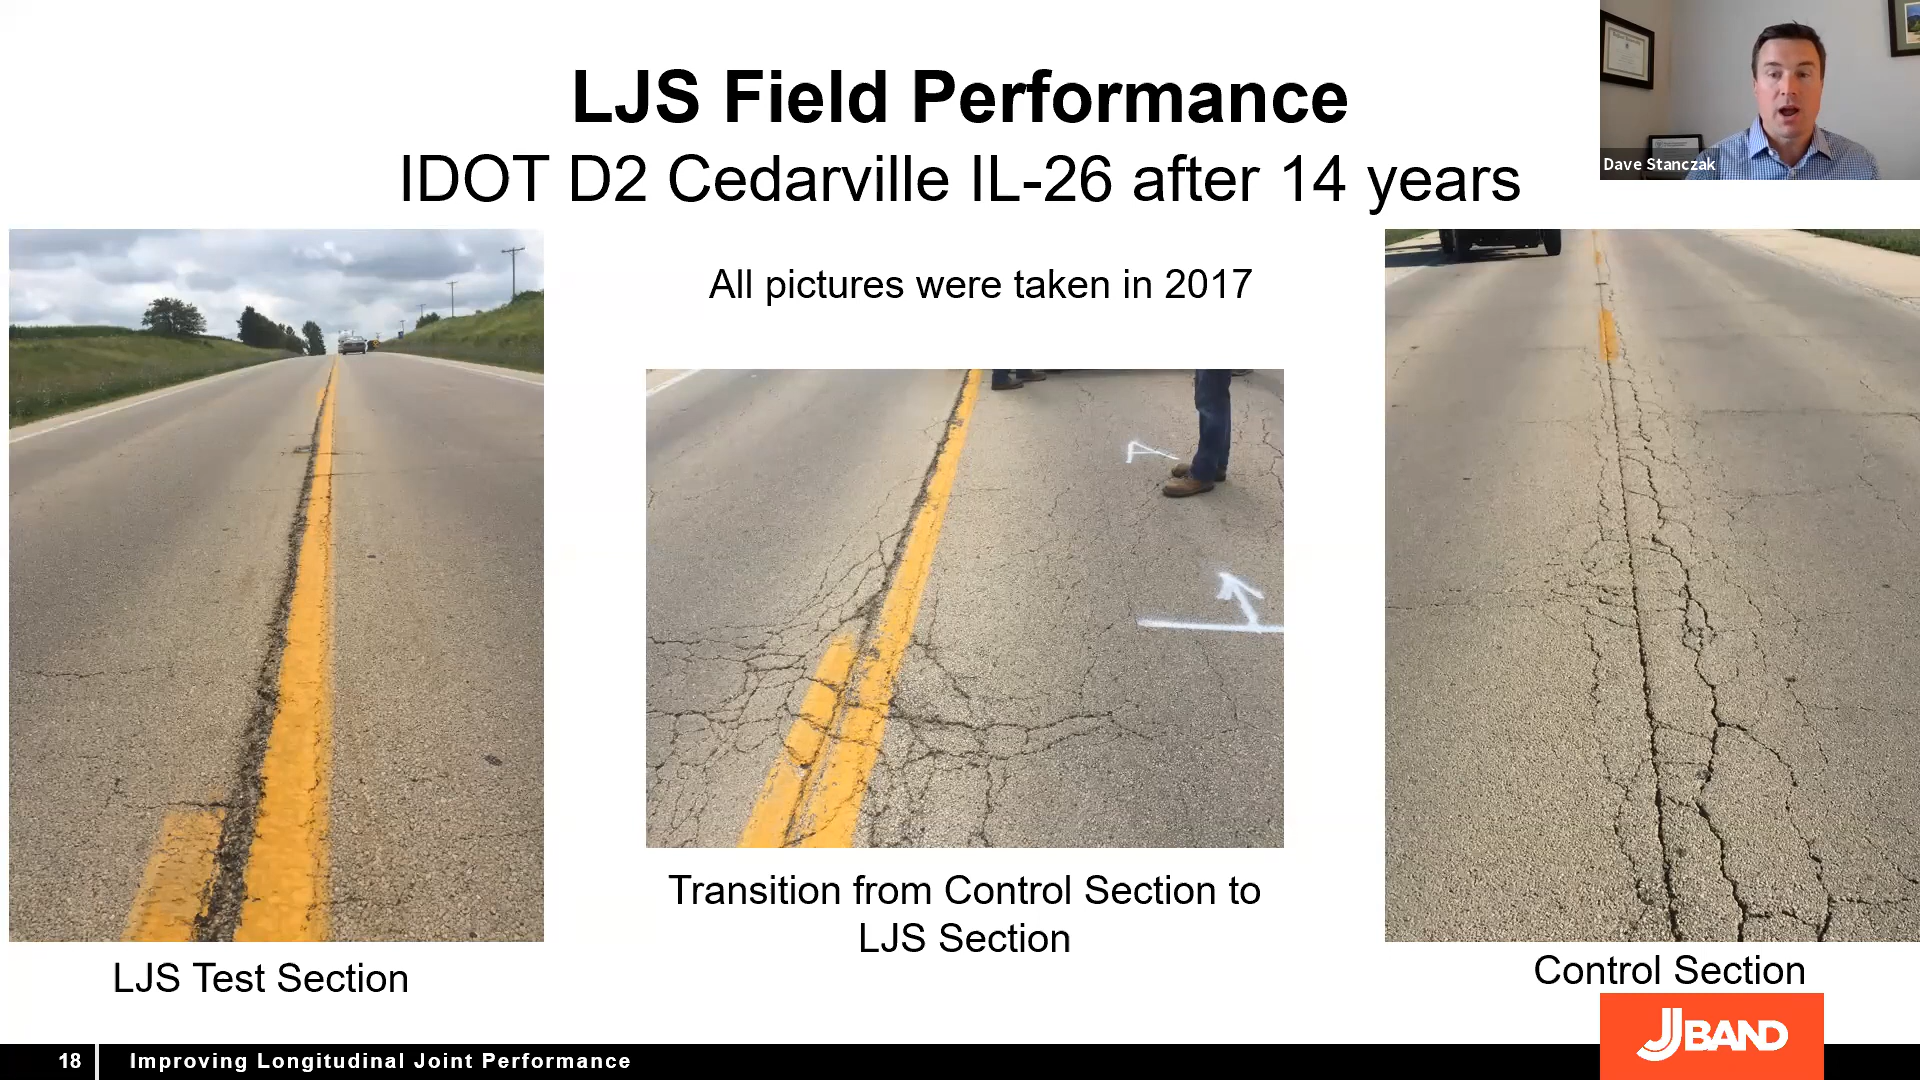 LJS Field Performance
IDOT D2 Cedarville IL-26 after 14 years
Dave Stanczak
All pictures were taken in 2017
A
Transition from Control Section to
LJS Section
LJS Test Section
Control Section
JBAND
18
Improving Longitudinal Joint Performance